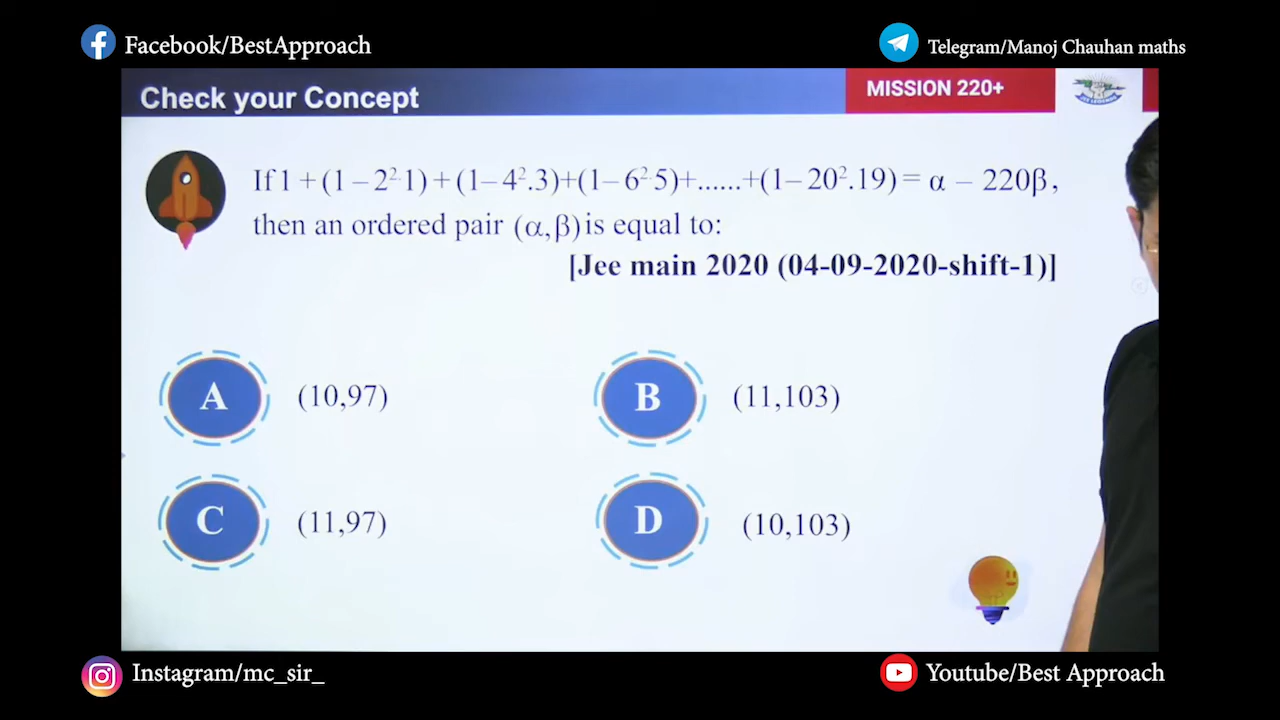 Facebook/BestApproach
Telegram/Manoj Chauhan maths
Check your Concept
MISSION 220+
If 1 + (1 – 2².1) + (1– 4².3)+(1– 6².5)+......+(1– 20².19) = α – 220β,
then an ordered pair (α,β) is equal to:
[Jee main 2020 (04-09-2020-shift-1)]
A (10,97)
B (11,103)
C (11,97)
D (10,103)
Instagram/mc_sir_
Youtube/Best Approach